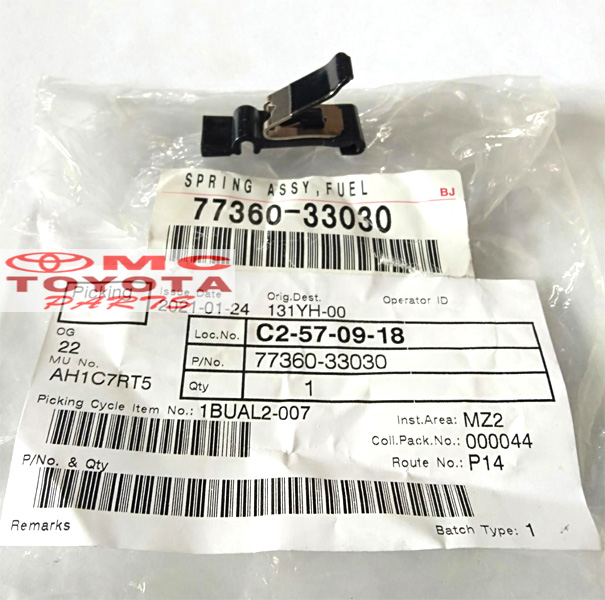 SPRING ASSY, FUEL
BJ
77360-33030
OMC
TOYOTA
PARTS
Picking
Issue Date
2021-01-24
Orig.Dest.
131YH-00
Operator ID
OG
22
Loc.No. C2-57-09-18
P/No. 77360-33030
Qty 1
MU No.
AH1C7RT5
Picking Cycle Item No.: 1BUAL2-007
Inst.Area: MZ2
Coll.Pack.No.: 000044
Route No.: P14
P/No. & Qty
Remarks
Batch Type: 1